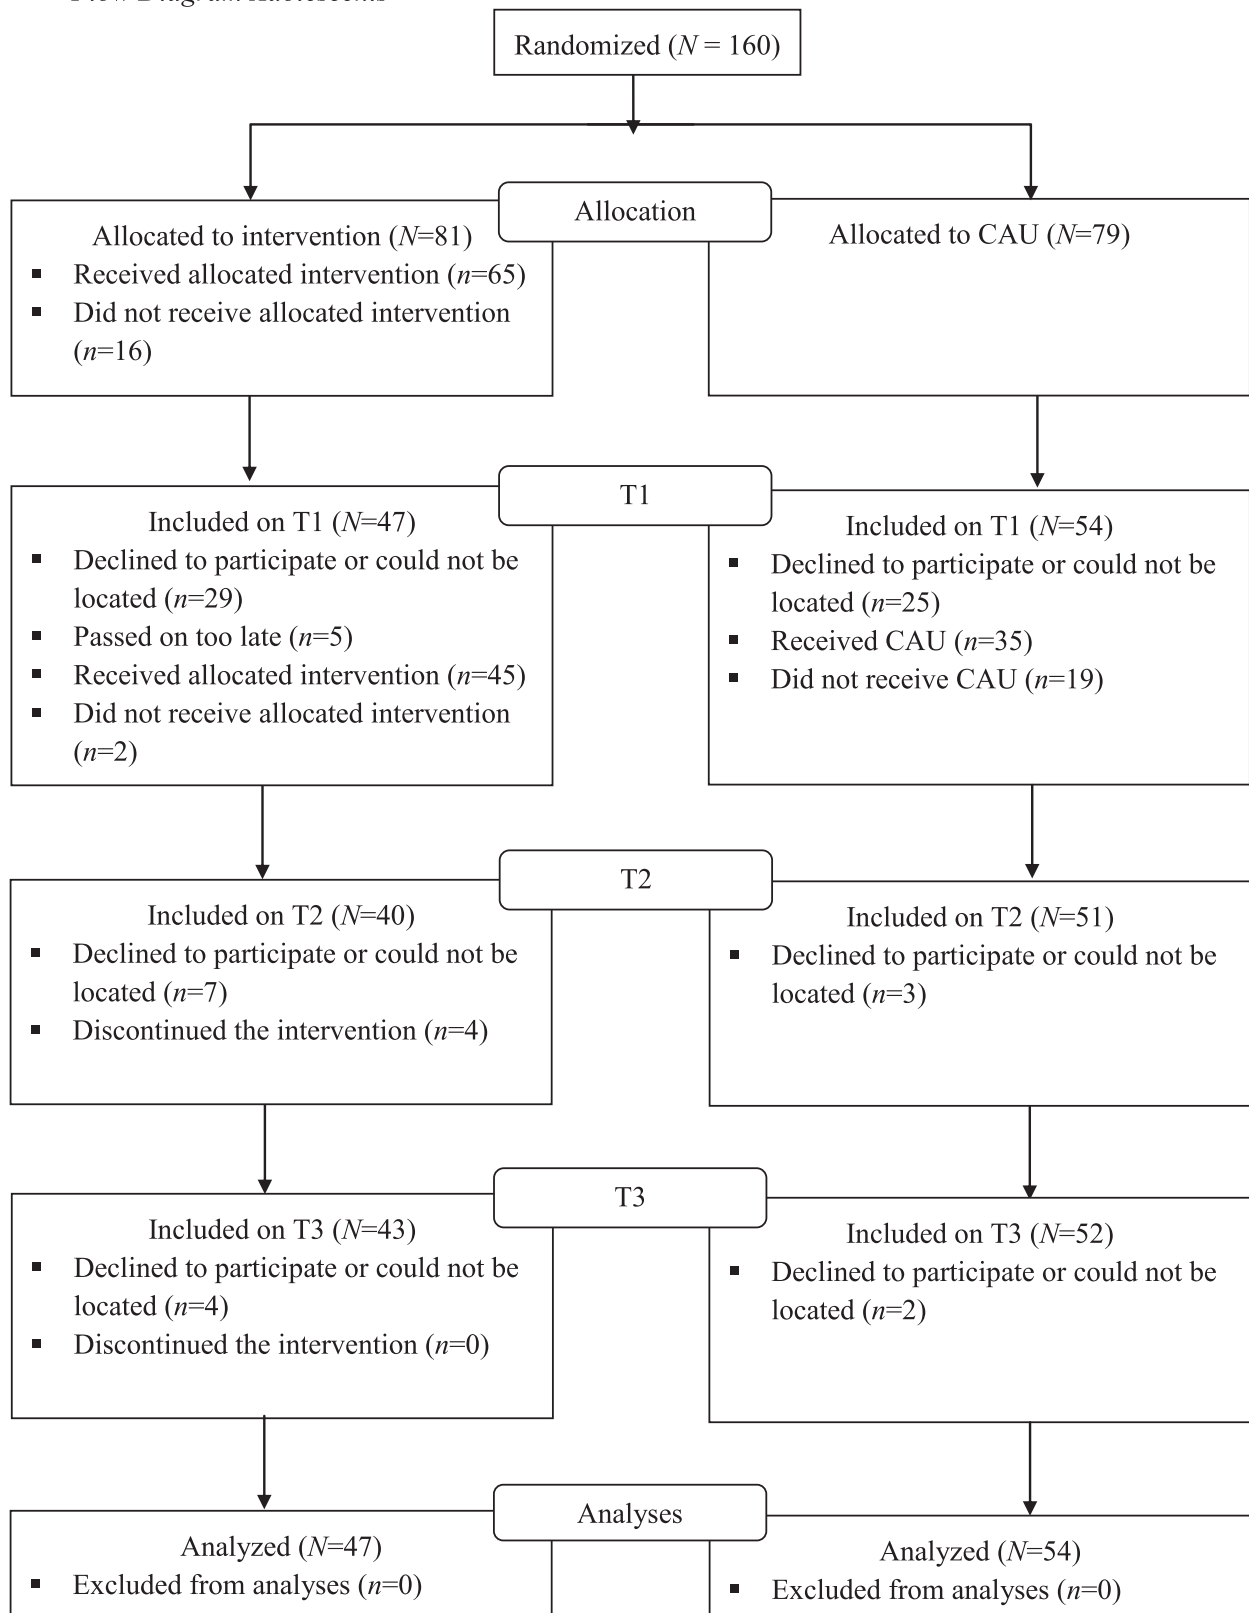 Flow Diagram Adolescents
Randomized (N = 160)
Allocation
Allocated to intervention (N=81)
▪ Received allocated intervention (n=65)
▪ Did not receive allocated intervention
(n=16)
Allocated to CAU (N=79)
T1
Included on T1 (N=47)
▪ Declined to participate or could not be
located (n=29)
▪ Passed on too late (n=5)
▪ Received allocated intervention (n=45)
▪ Did not receive allocated intervention
(n=2)
Included on T1 (N=54)
▪ Declined to participate or could not be
located (n=25)
▪ Received CAU (n=35)
▪ Did not receive CAU (n=19)
T2
Included on T2 (N=40)
▪ Declined to participate or could not be
located (n=7)
▪ Discontinued the intervention (n=4)
Included on T2 (N=51)
▪ Declined to participate or could not be
located (n=3)
T3
Included on T3 (N=43)
▪ Declined to participate or could not be
located (n=4)
▪ Discontinued the intervention (n=0)
Included on T3 (N=52)
▪ Declined to participate or could not be
located (n=2)
Analyses
Analyzed (N=47)
▪ Excluded from analyses (n=0)
Analyzed (N=54)
▪ Excluded from analyses (n=0)